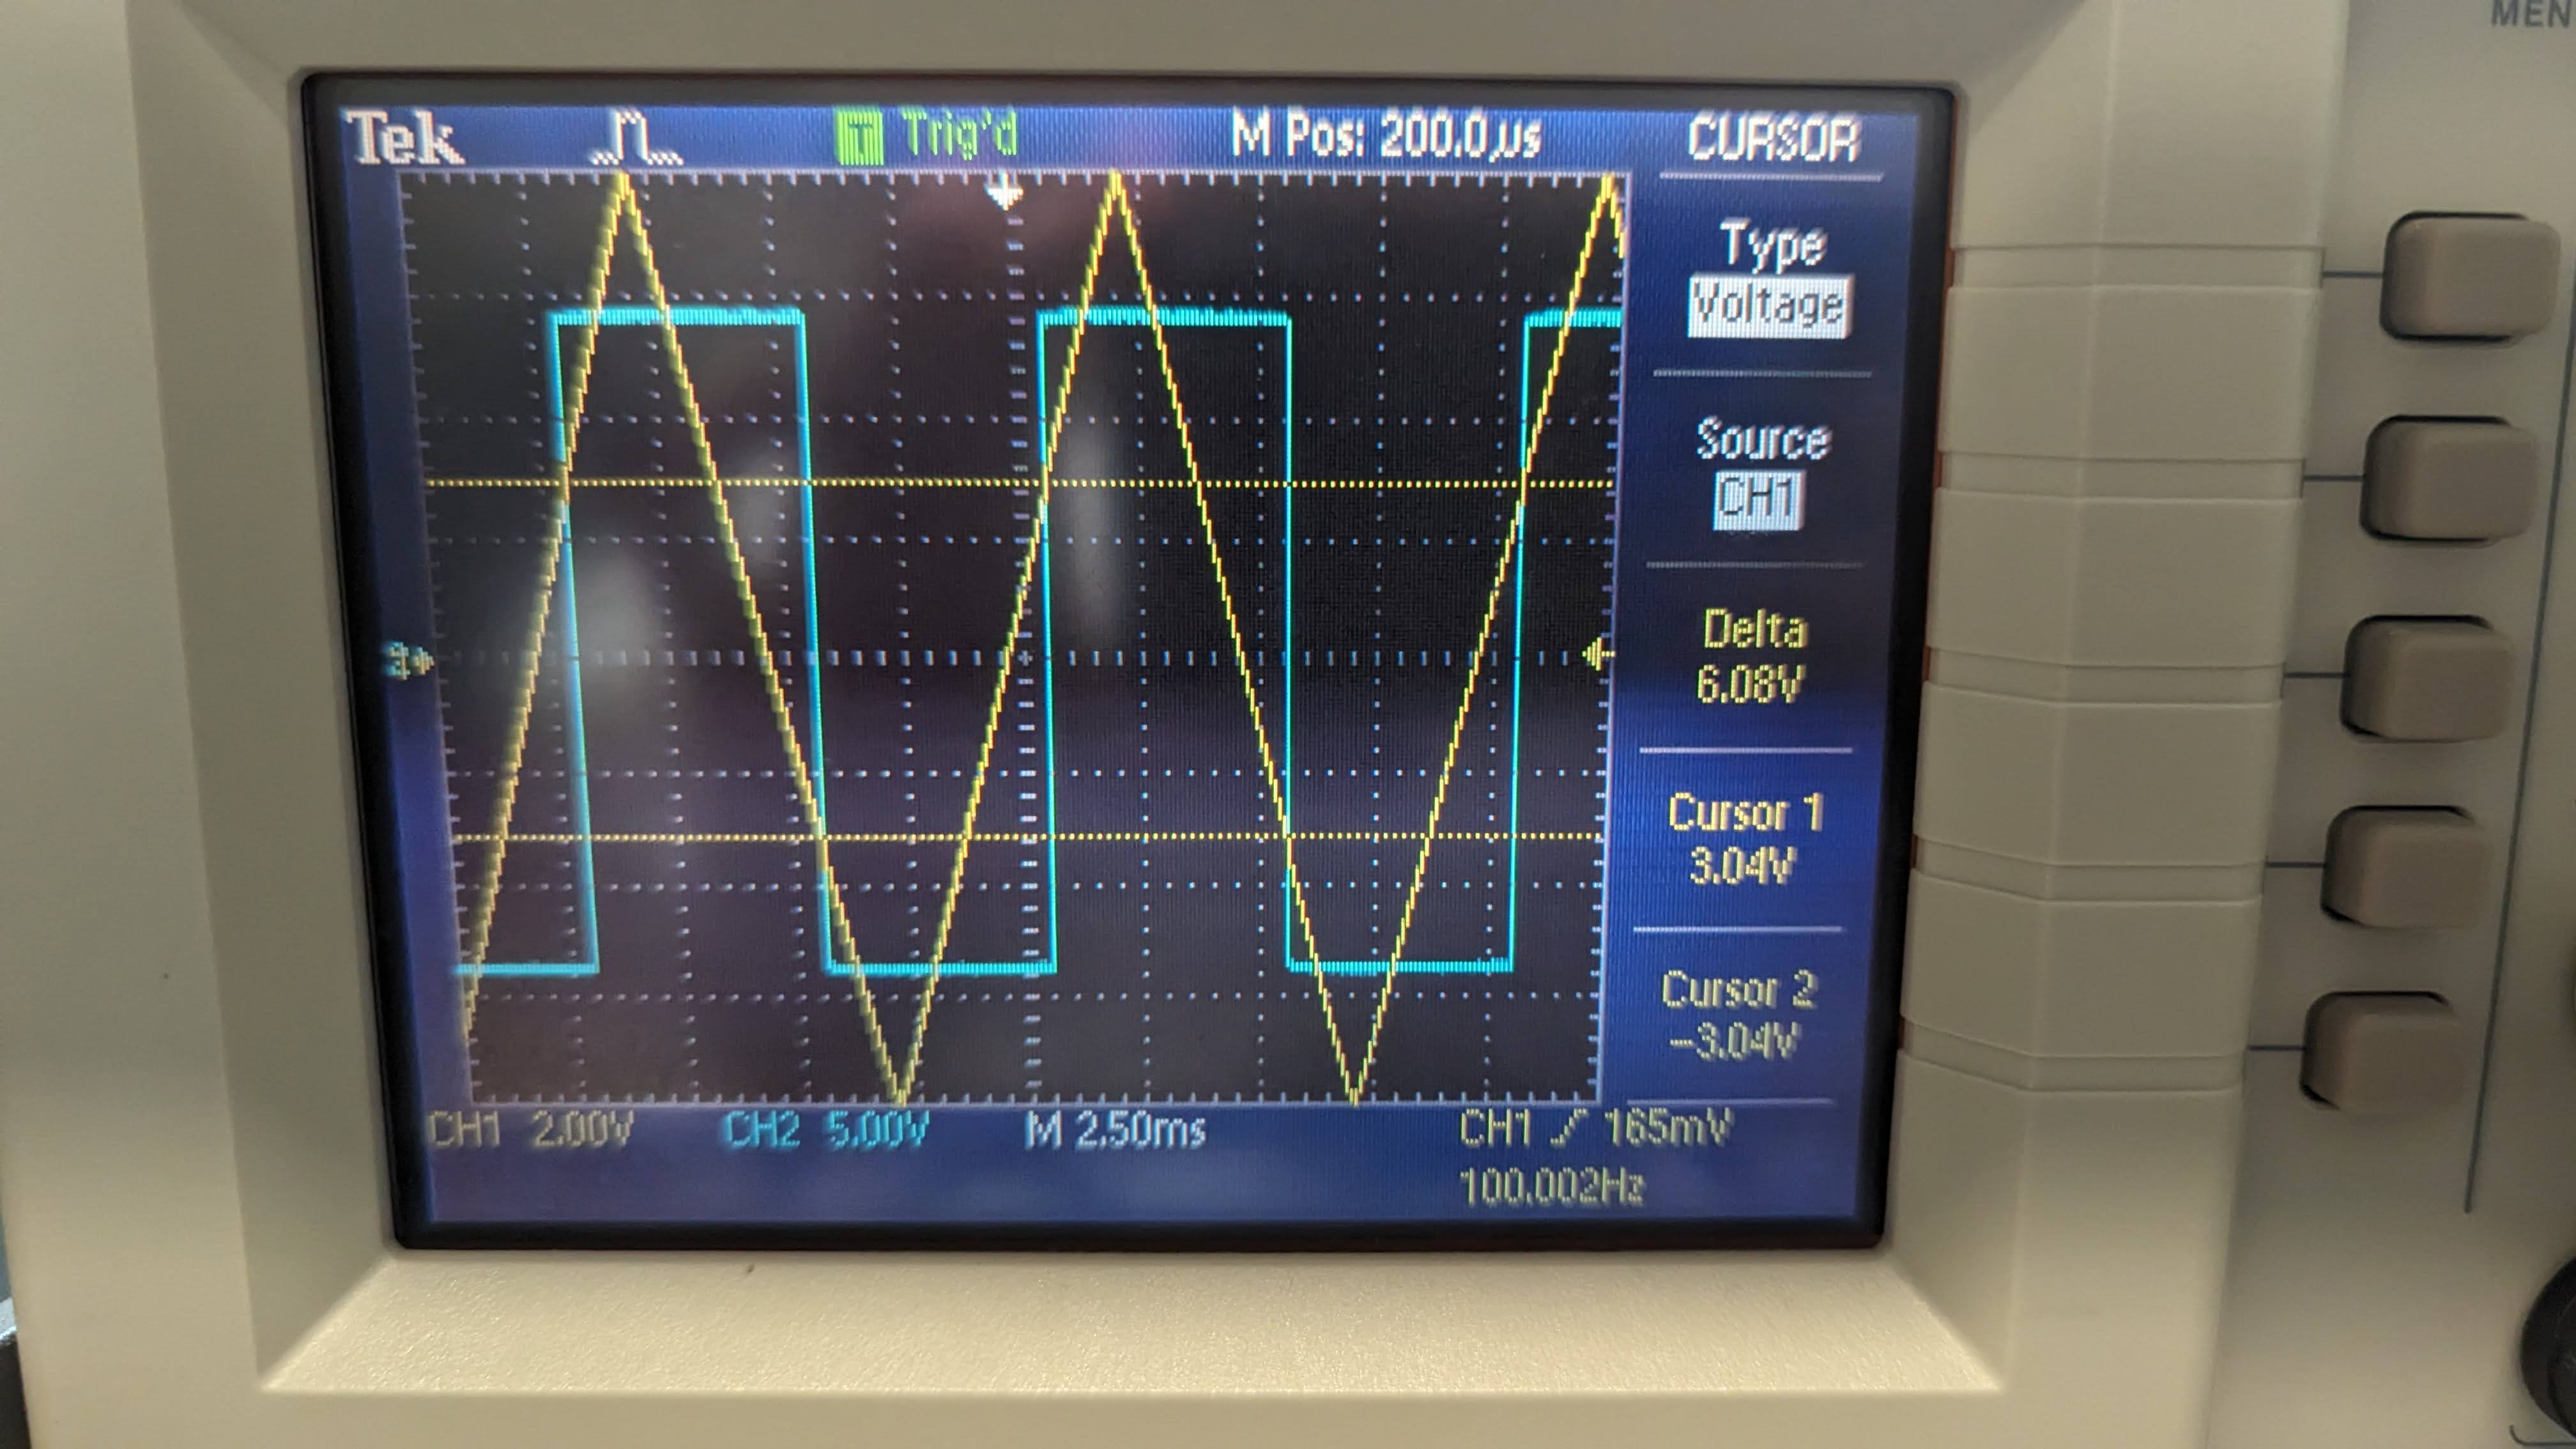 MEN
Tek T Trig'd M Pos: 200.0µs CURSOR
Type
Voltage
Source
CH1
Delta
6.08V
Cursor 1
3.04V
Cursor 2
-3.04V
CH1 2.00V CH2 5.00V M 2.50ms CH1 165mV
100.002Hz